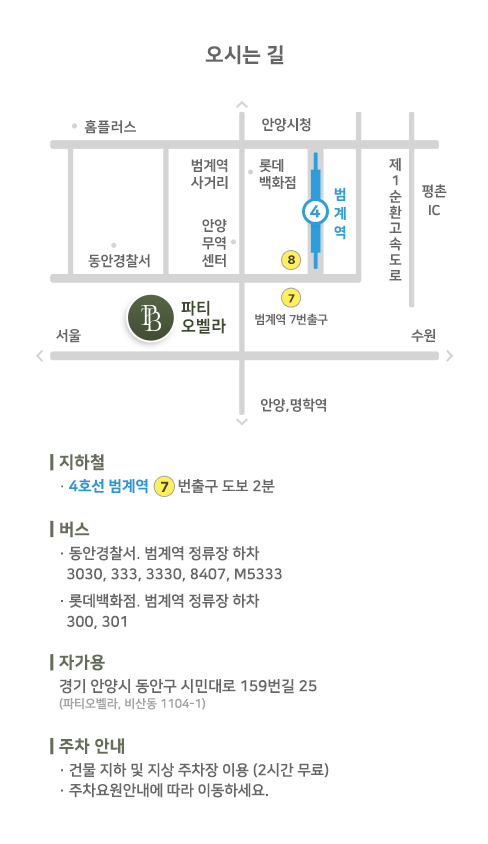 오시는 길
홈플러스
안양시청
범계역
사거리
롯데
백화점
제1순환고속도로
평촌
IC
4
범계역
안양
무역
센터
동안경찰서
8
7
범계역 7번출구
PB
파티
오벨라
서울
수원
안양,명학역
지하철
· 4호선 범계역 7 번출구 도보 2분
버스
· 동안경찰서. 범계역 정류장 하차
3030, 333, 3330, 8407, M5333
· 롯데백화점. 범계역 정류장 하차
300, 301
자가용
경기 안양시 동안구 시민대로 159번길 25
(파티오벨라, 비산동 1104-1)
주차 안내
· 건물 지하 및 지상 주차장 이용 (2시간 무료)
· 주차요원안내에 따라 이동하세요.